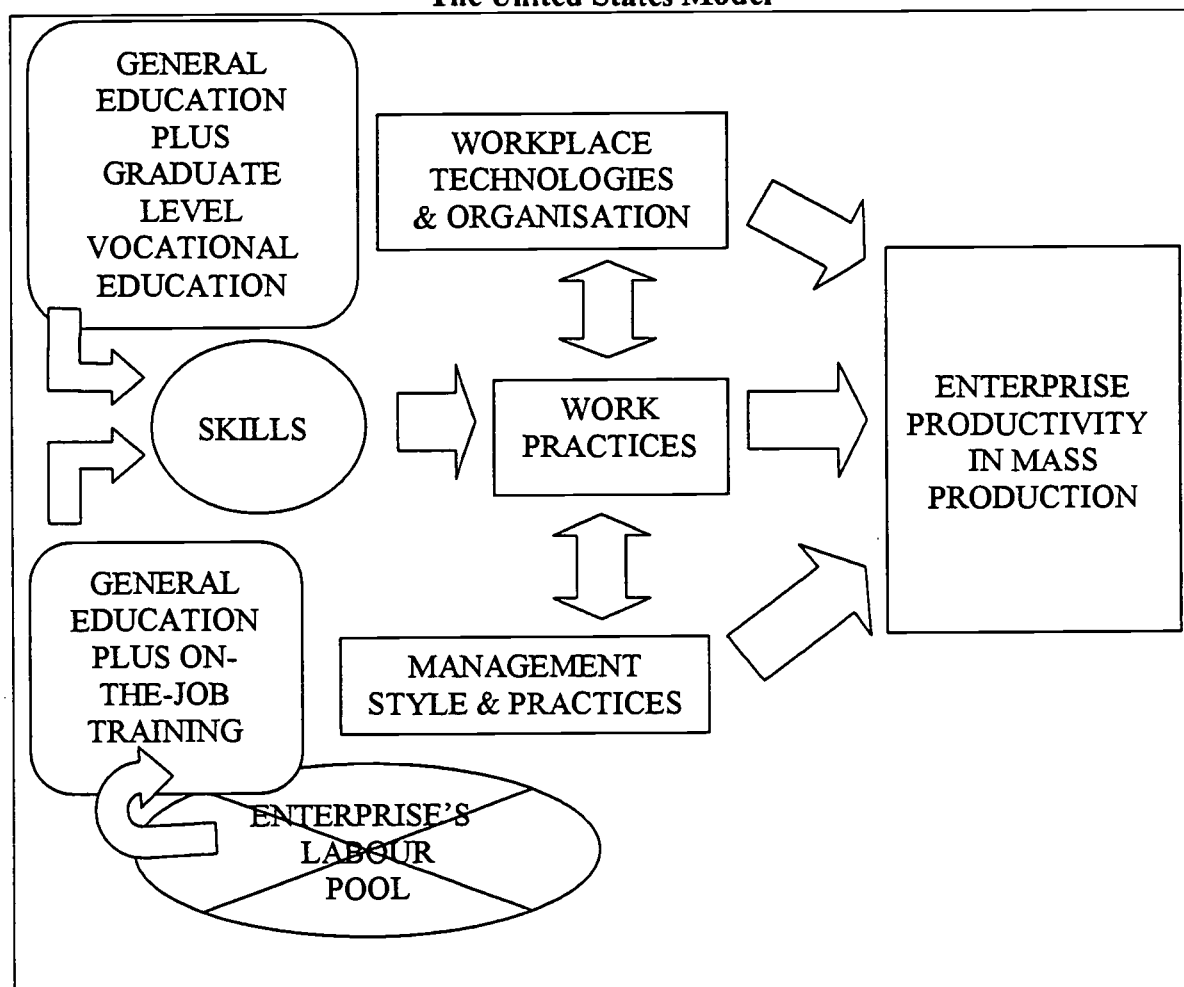 The United States Model
GENERAL
EDUCATION
PLUS
GRADUATE
LEVEL
VOCATIONAL
EDUCATION
WORKPLACE
TECHNOLOGIES
& ORGANISATION
SKILLS
WORK
PRACTICES
ENTERPRISE
PRODUCTIVITY
IN MASS
PRODUCTION
GENERAL
EDUCATION
PLUS ON-
THE-JOB
TRAINING
MANAGEMENT
STYLE & PRACTICES
ENTERPRISE'S
LABOUR
POOL